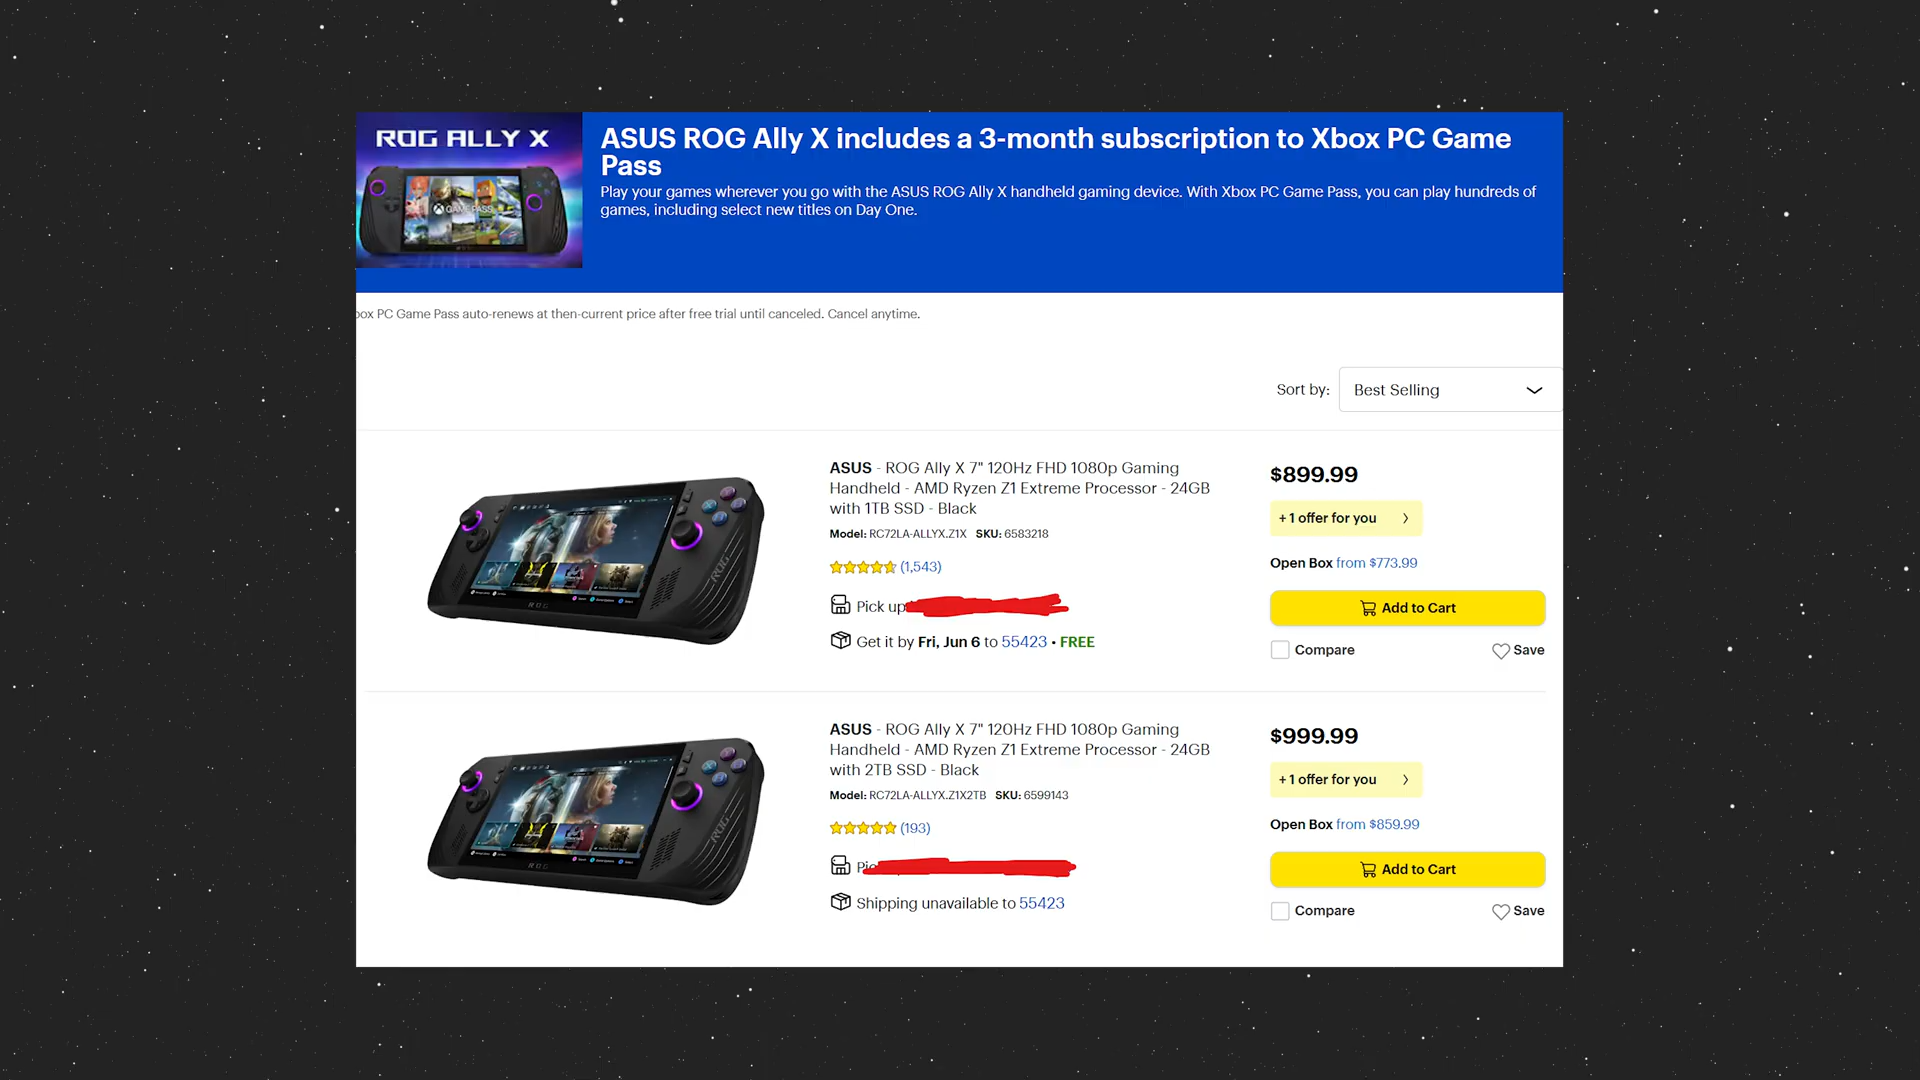 ROG ALLY X
GAME PASS
ASUS ROG Ally X includes a 3-month subscription to Xbox PC Game
Pass
Play your games wherever you go with the ASUS ROG Ally X handheld gaming device. With Xbox PC Game Pass, you can play hundreds of
games, including select new titles on Day One.
PC Game Pass auto-renews at then-current price after free trial until canceled. Cancel anytime.
Sort by: Best Selling
ASUS - ROG Ally X 7" 120Hz FHD 1080p Gaming
Handheld - AMD Ryzen Z1 Extreme Processor - 24GB
with 1TB SSD - Black
Model: RC72LA-ALLYX.Z1X SKU: 6583218
(1,543)
Pick up
Get it by Fri, Jun 6 to 55423 • FREE
$899.99
+ 1 offer for you
Open Box from $773.99
Add to Cart
Compare Save
ROG
ROG
ASUS - ROG Ally X 7" 120Hz FHD 1080p Gaming
Handheld - AMD Ryzen Z1 Extreme Processor - 24GB
with 2TB SSD - Black
Model: RC72LA-ALLYX.Z1X2TB SKU: 6599143
(193)
Shipping unavailable to 55423
$999.99
+ 1 offer for you
Open Box from $859.99
Add to Cart
Compare Save
ROG
ROG